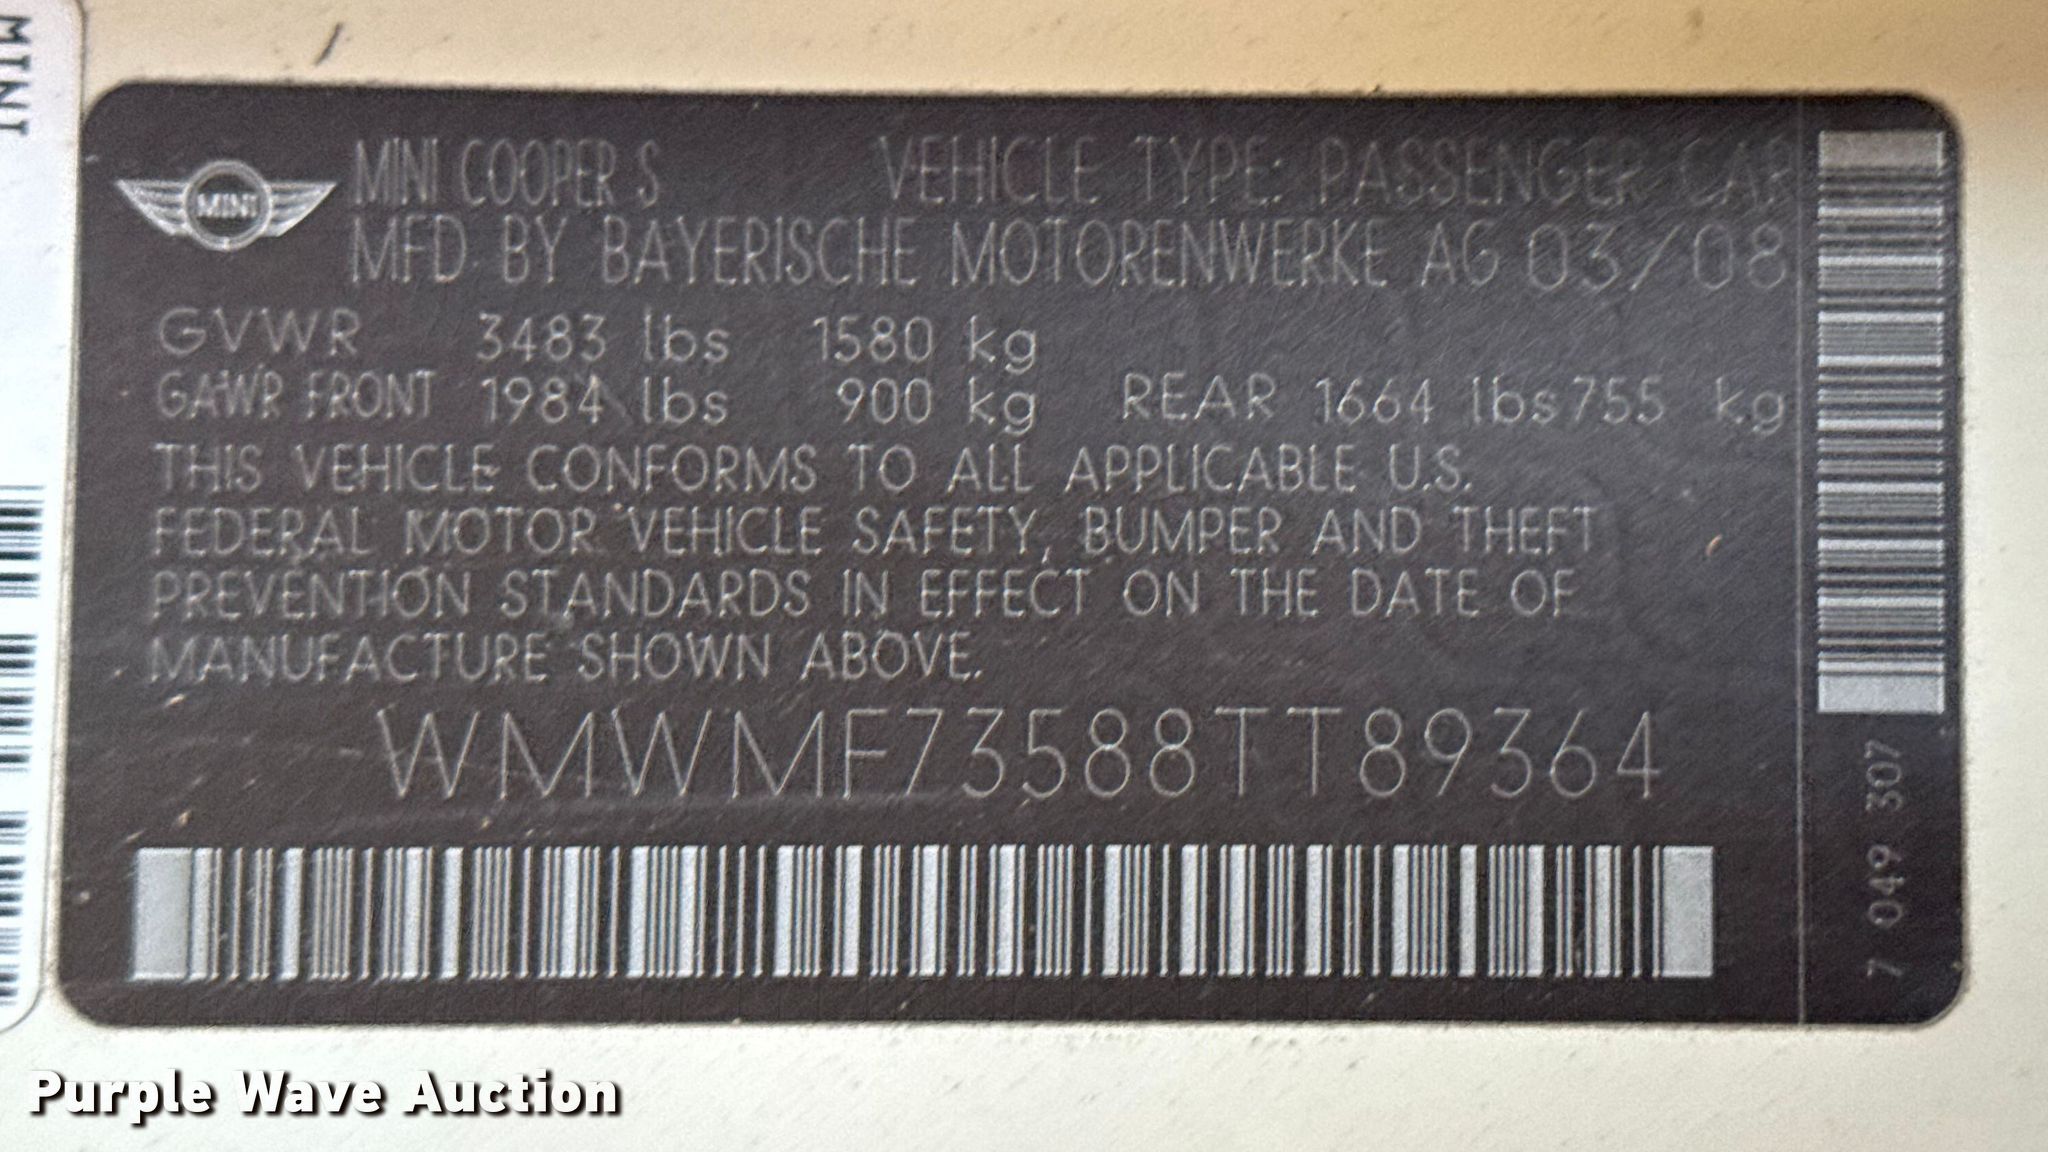 MINI
MINI
MINI COOPER S VEHICLE TYPE: PASSENGER CAR
MFD BY BAYERISCHE MOTORENWERKE AG 03/08
GVWR 3483 lbs 1580 kg
GAWR FRONT 1984 lbs 900 kg REAR 1664 lbs 755 kg
THIS VEHICLE CONFORMS TO ALL APPLICABLE U.S.
FEDERAL MOTOR VEHICLE SAFETY, BUMPER AND THEFT
PREVENTION STANDARDS IN EFFECT ON THE DATE OF
MANUFACTURE SHOWN ABOVE.
WMWMF73588TT89364
7 049 307
Purple Wave Auction